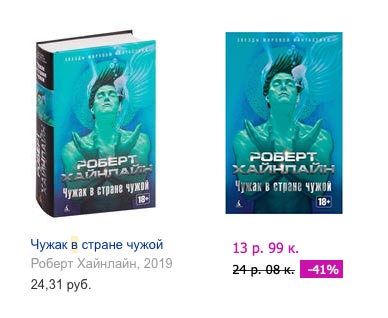 ЗВЕЗДЫ МИРОВОЙ ФАНТАСТИКИ
РОБЕРТ
ХАЙНЛАЙН
Чужак в стране чужой
18+
Чужак в стране чужой
Роберт Хайнлайн, 2019
24,31 руб.
ЗВЕЗДЫ МИРОВОЙ ФАНТАСТИКИ
РОБЕРТ
ХАЙНЛАЙН
Чужак в стране чужой
18+
13 р. 99 к.
24 р. 08 к. -41%